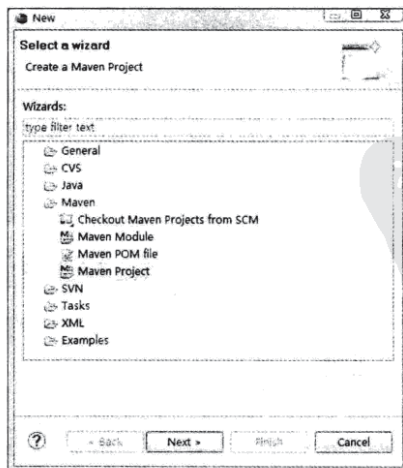 New
Select a wizard
Create a Maven Project
Wizards:
type filter text
General
CVS
Java
Maven
Checkout Maven Projects from SCM
Maven Module
Maven POM file
Maven Project
SVN
Tasks
XML
Examples
< Back Next > Finish Cancel